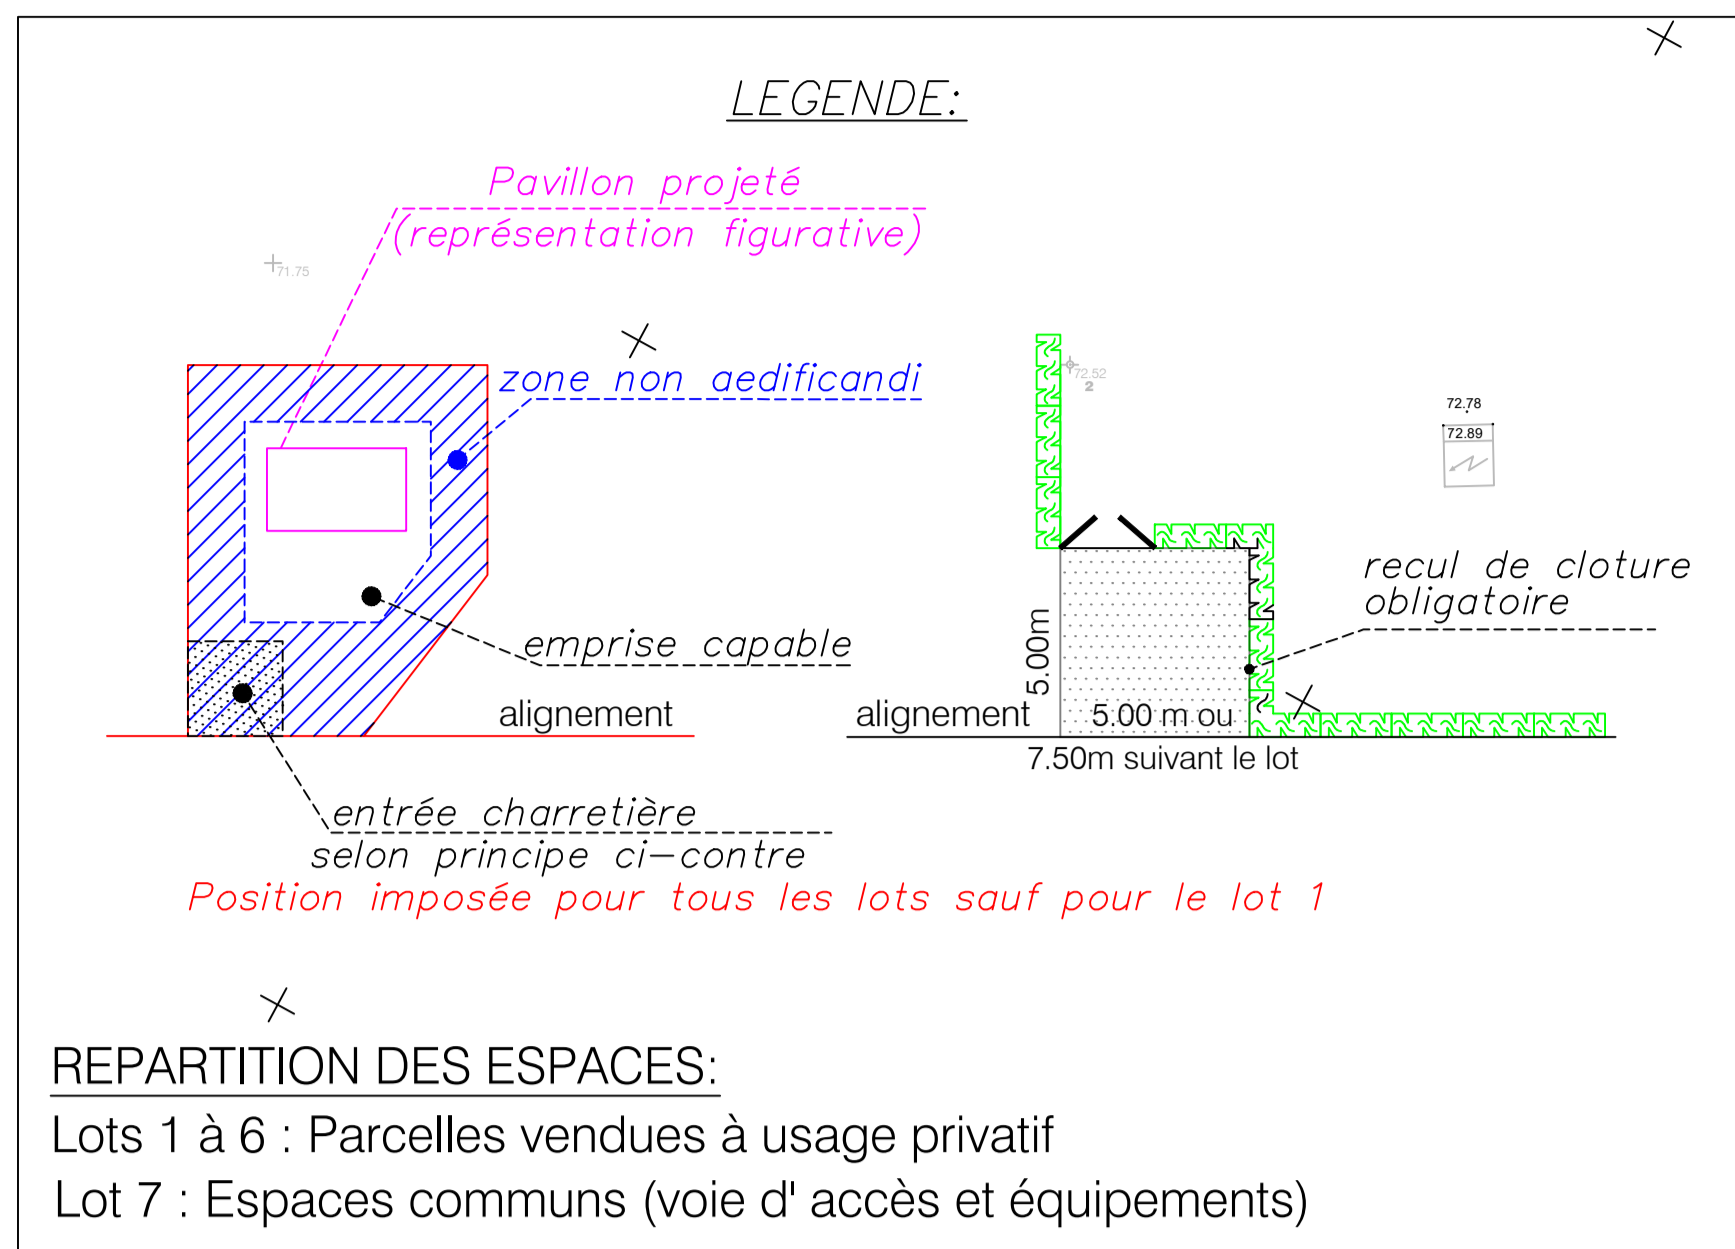 LEGENDE:
Pavillon projeté
(représentation figurative)
71.75
zone non aedificandi
72.52
2
72.78
72.89
recul de cloture
obligatoire
emprise capable
5.00m
alignement
alignement
5.00 m ou
7.50m suivant le lot
entrée charretière
selon principe ci-contre
Position imposée pour tous les lots sauf pour le lot 1
REPARTITION DES ESPACES:
Lots 1 à 6 : Parcelles vendues à usage privatif
Lot 7 : Espaces communs (voie d' accès et équipements)